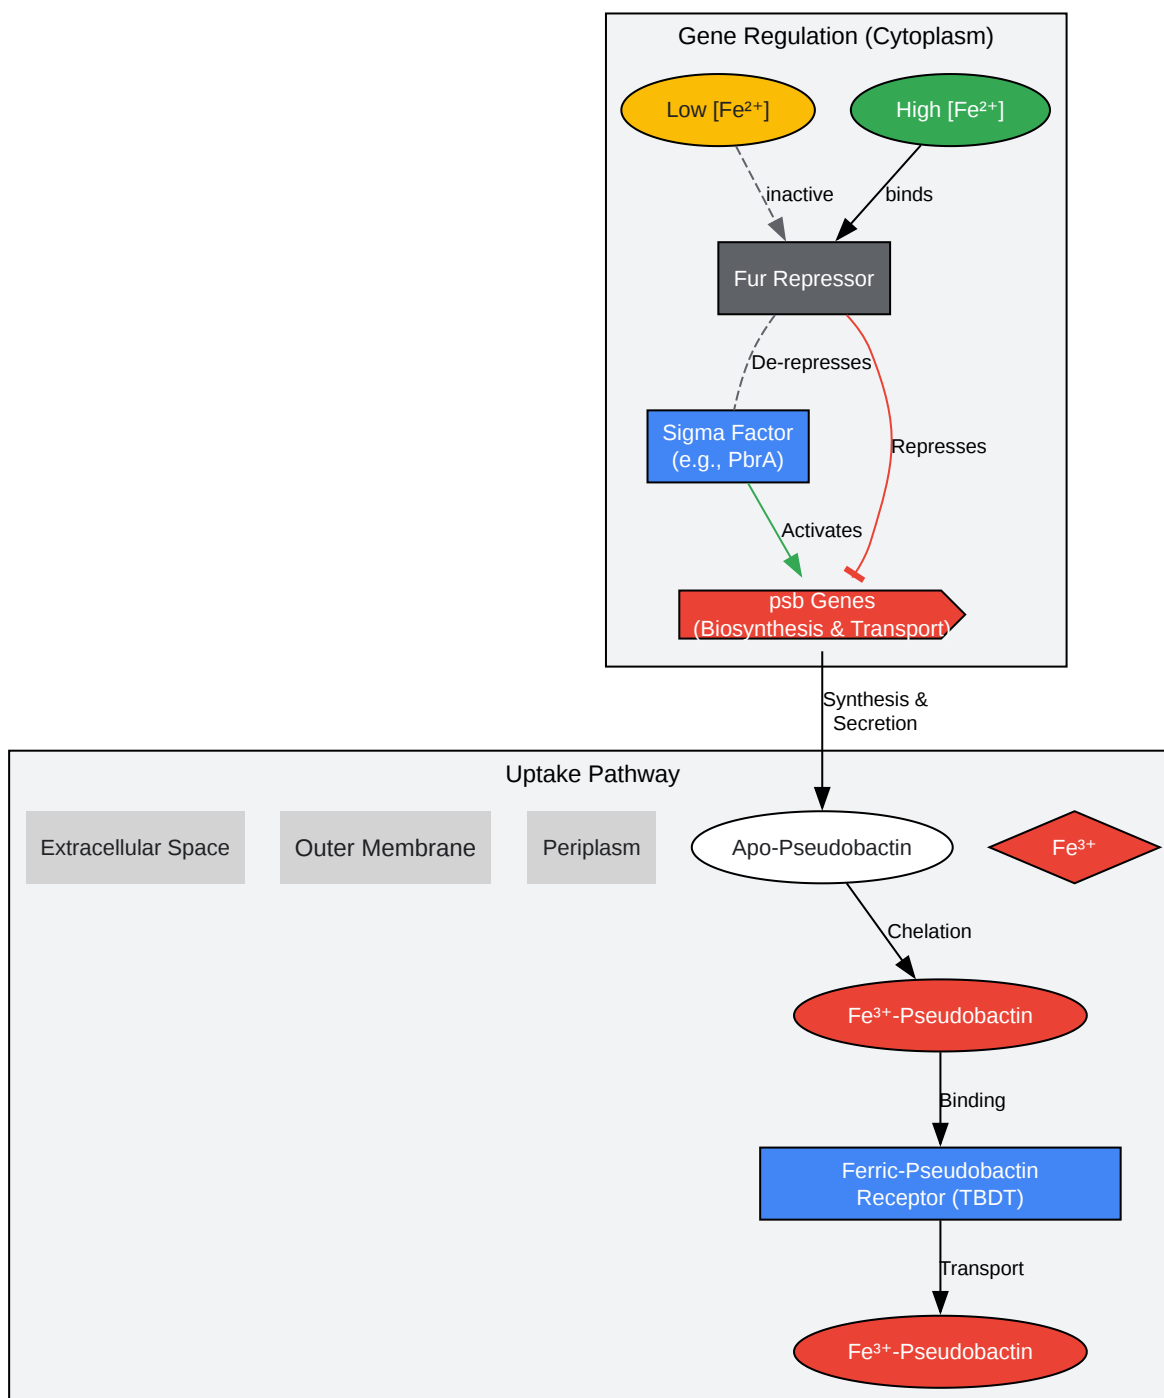 Gene Regulation (Cytoplasm)
Low [Fe²⁺]
High [Fe²⁺]
inactive
binds
Fur Repressor
De-represses
Sigma Factor
(e.g., PbrA)
Represses
Activates
psb Genes
(Biosynthesis & Transport)
Synthesis &
Secretion
Uptake Pathway
Extracellular Space
Outer Membrane
Periplasm
Apo-Pseudobactin
Fe³⁺
Chelation
Fe³⁺-Pseudobactin
Binding
Ferric-Pseudobactin
Receptor (TBDT)
Transport
Fe³⁺-Pseudobactin